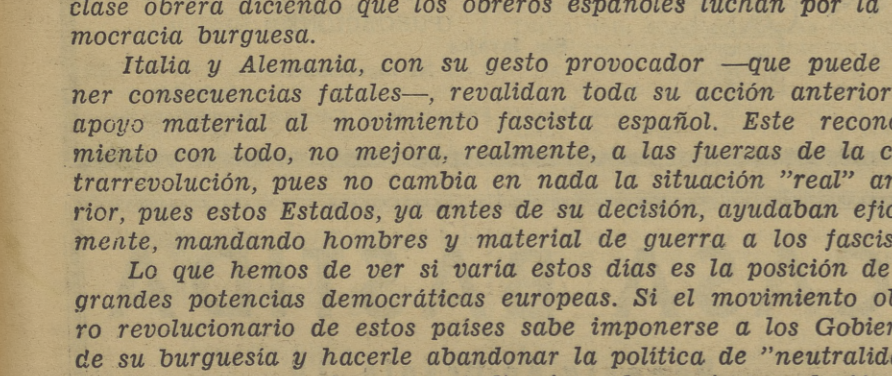 clase obrera diciendo que los obreros españoles luchan por la
mocracia burguesa.
Italia y Alemania, con su gesto provocador —que puede
ner consecuencias fatales—, revalidan toda su acción anterior
apoyo material al movimiento fascista español. Este recono
miento con todo, no mejora, realmente, a las fuerzas de la c
trarrevolución, pues no cambia en nada la situación "real" an
rior, pues estos Estados, ya antes de su decisión, ayudaban efic
mente, mandando hombres y material de guerra a los fascis
Lo que hemos de ver si varía estos días es la posición de
grandes potencias democráticas europeas. Si el movimiento ob
ro revolucionario de estos países sabe imponerse a los Gobier
de su burguesía y hacerle abandonar la política de "neutralid